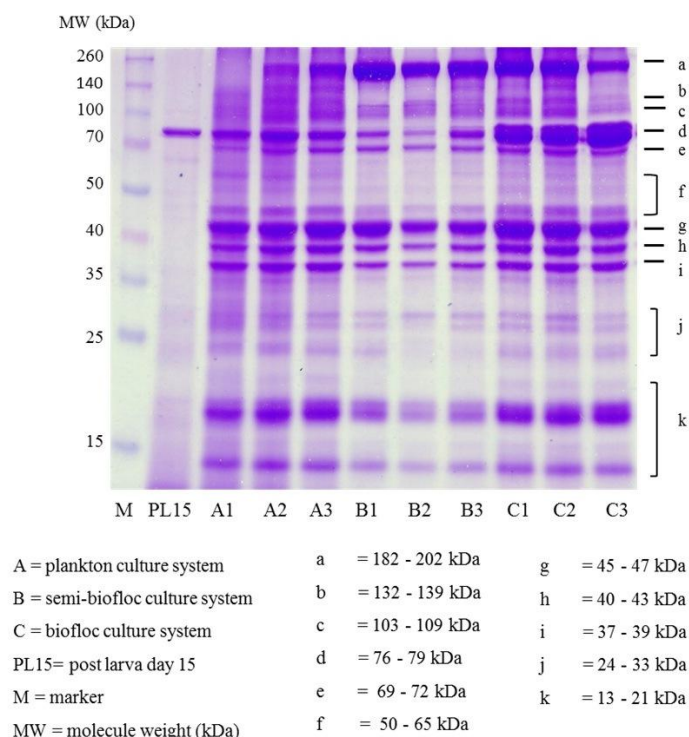 MW (kDa)
260
140
100
70
50
40
35
25
15
a
b
c
d
e
f
g
h
i
j
k
M PL15 A1 A2 A3 B1 B2 B3 C1 C2 C3
A = plankton culture system
B = semi-biofloc culture system
C = biofloc culture system
PL15= post larva day 15
M = marker
MW = molecule weight (kDa)
a = 182 - 202 kDa
b = 132 - 139 kDa
c = 103 - 109 kDa
d = 76 - 79 kDa
e = 69 – 72 kDa
f = 50 - 65 kDa
g = 45 - 47 kDa
h = 40 - 43 kDa
i = 37 - 39 kDa
j = 24 - 33 kDa
k = 13 - 21 kDa